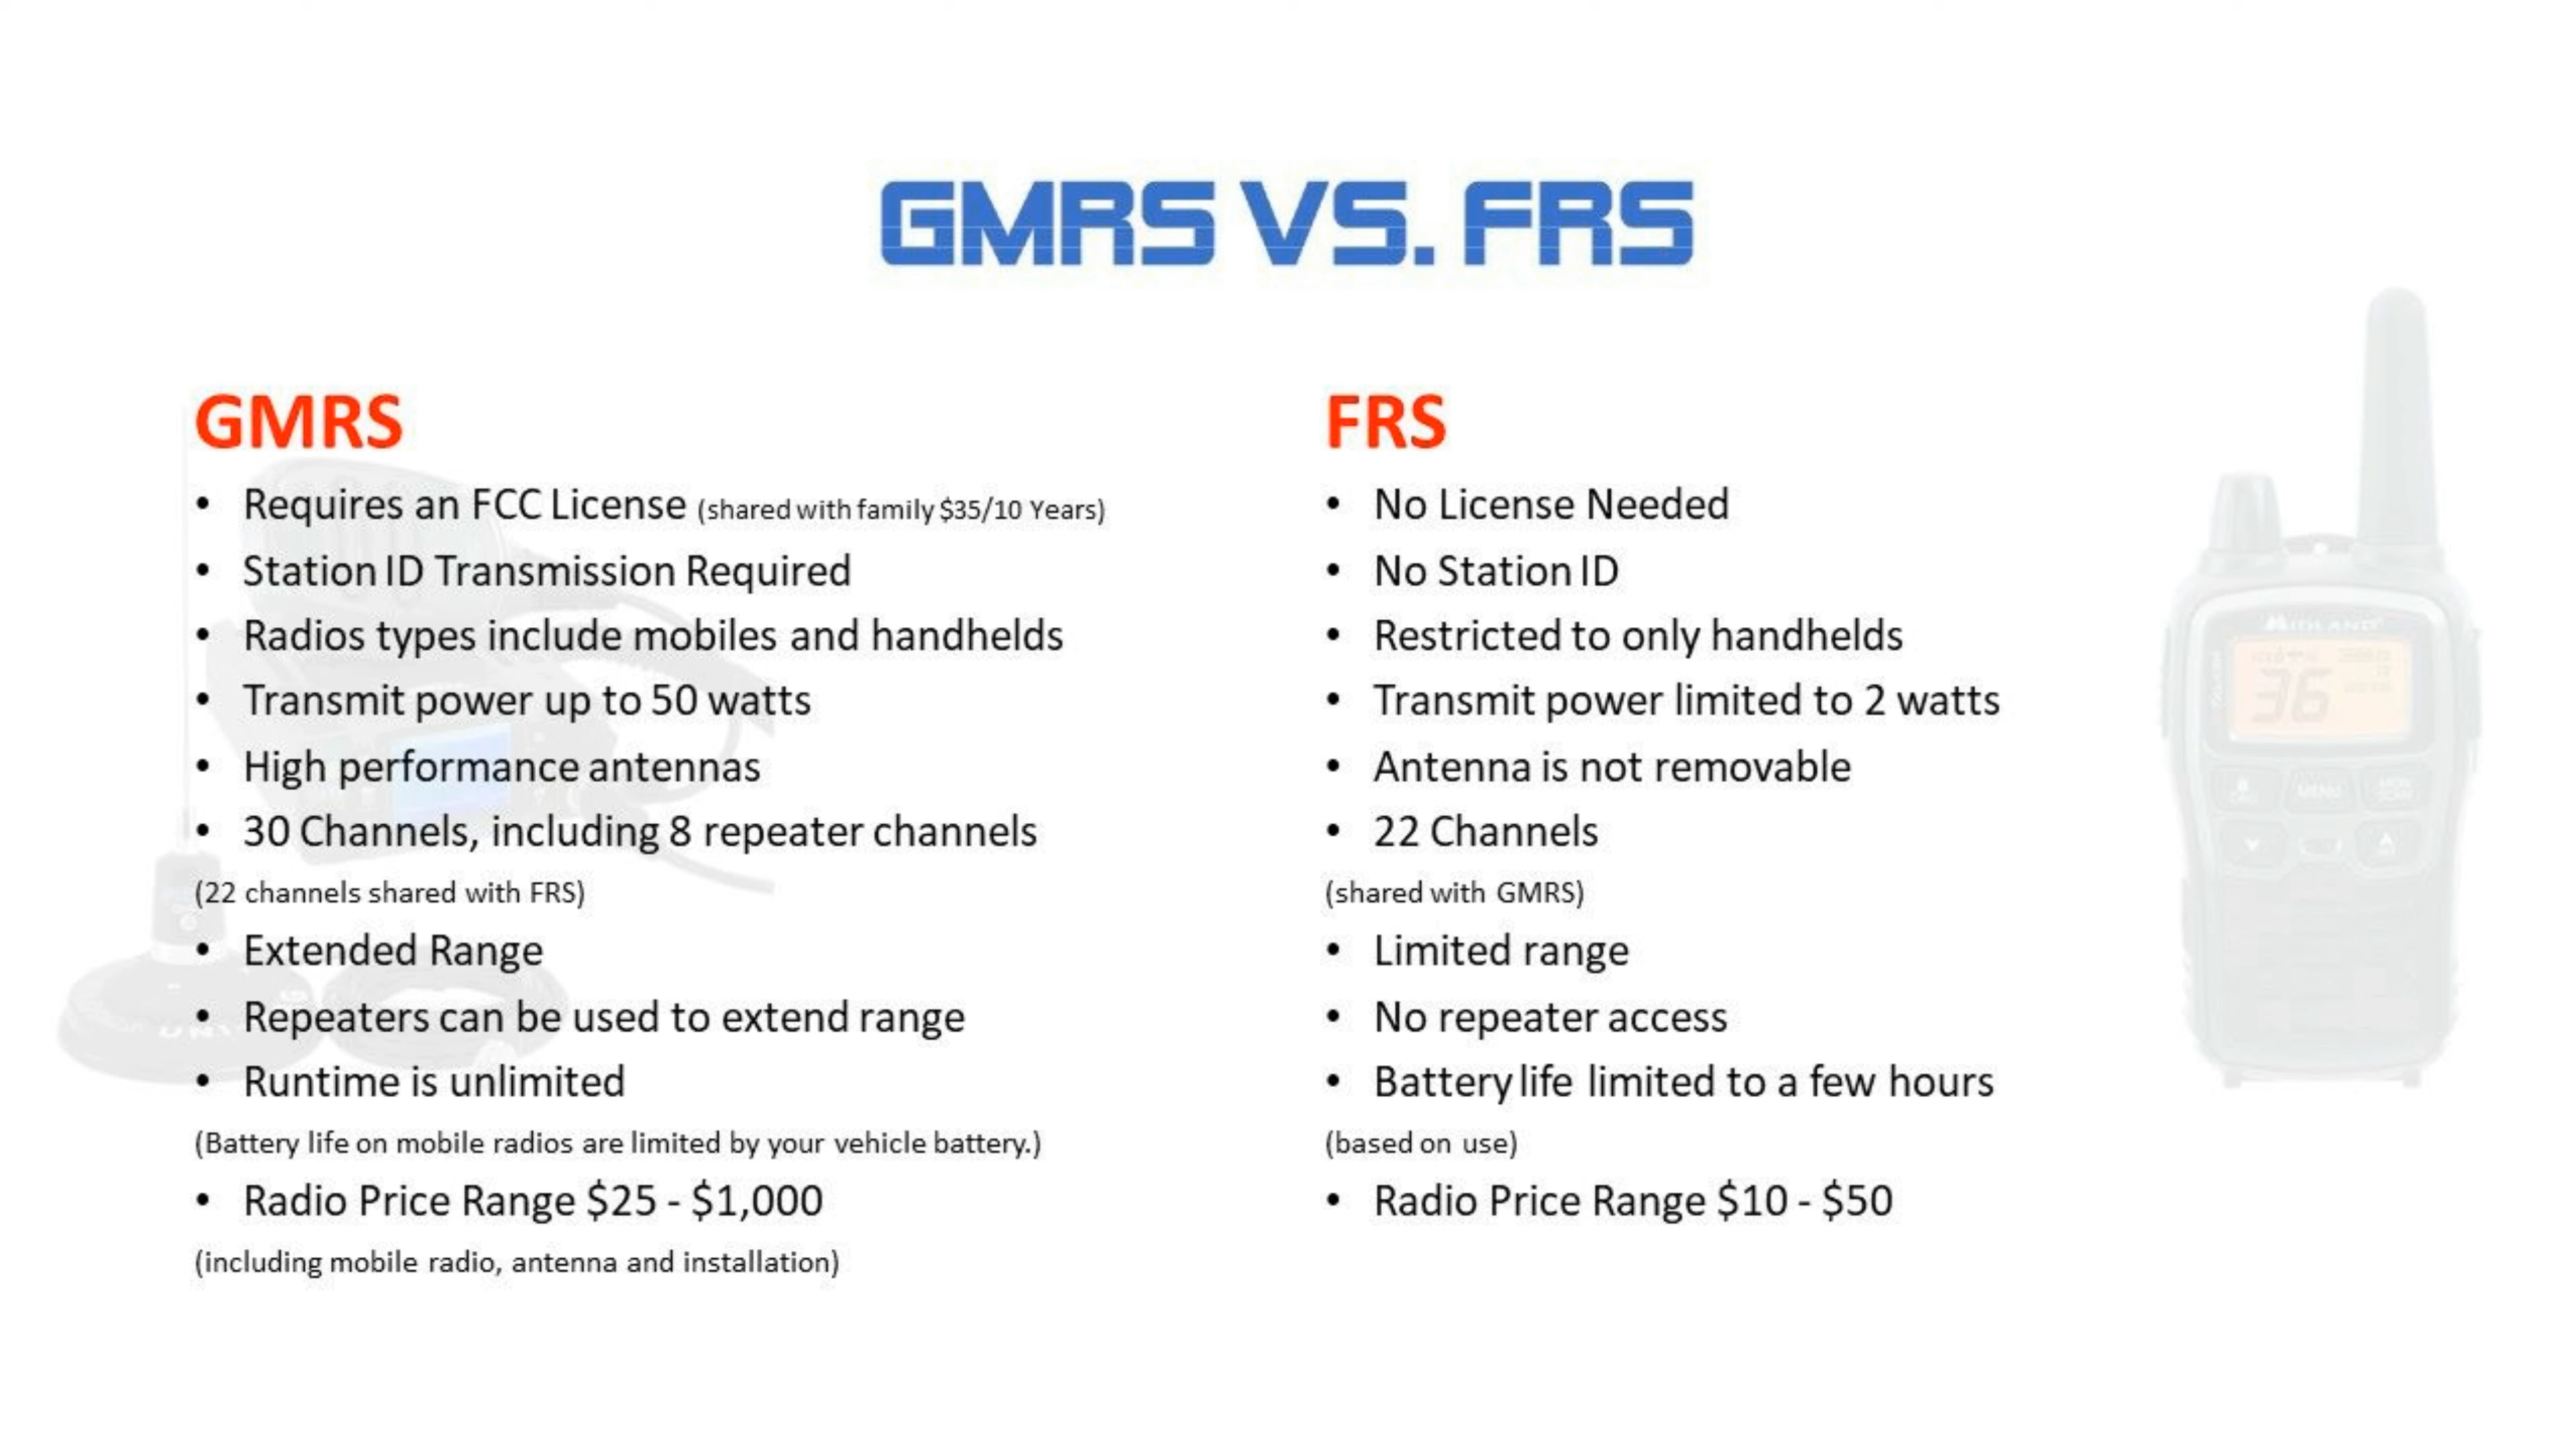 GMRS VS. FRS
GMRS
• Requires an FCC License (shared with family $35/10 Years)
• Station ID Transmission Required
• Radios types include mobiles and handhelds
• Transmit power up to 50 watts
• High performance antennas
• 30 Channels, including 8 repeater channels
(22 channels shared with FRS)
• Extended Range
• Repeaters can be used to extend range
• Runtime is unlimited
(Battery life on mobile radios are limited by your vehicle battery.)
• Radio Price Range $25 - $1,000
(including mobile radio, antenna and installation)
FRS
• No License Needed
• No Station ID
• Restricted to only handhelds
• Transmit power limited to 2 watts
• Antenna is not removable
• 22 Channels
(shared with GMRS)
• Limited range
• No repeater access
• Battery life limited to a few hours
(based on use)
• Radio Price Range $10 - $50
MIDLAND
36
MENU